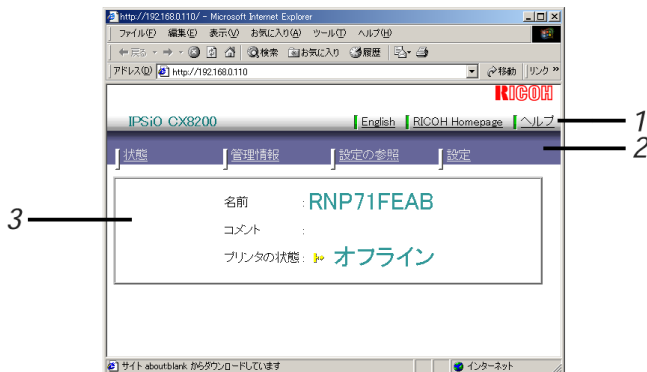 http://192.168.0.110/ - Microsoft Internet Explorer
ファイル(F) 編集(E) 表示(V) お気に入り(A) ツール(T) ヘルプ(H)
戻る 検索 お気に入り 履歴
アドレス(D) http://192.168.0.110 移動 リンク »
RICOH
IPSiO CX8200 English RICOH Homepage ヘルプ
1
2
状態 管理情報 設定の参照 設定
3
名前 : RNP71FEAB
コメント :
プリンタの状態 : オフライン
サイト about:blank からダウンロードしています インターネット